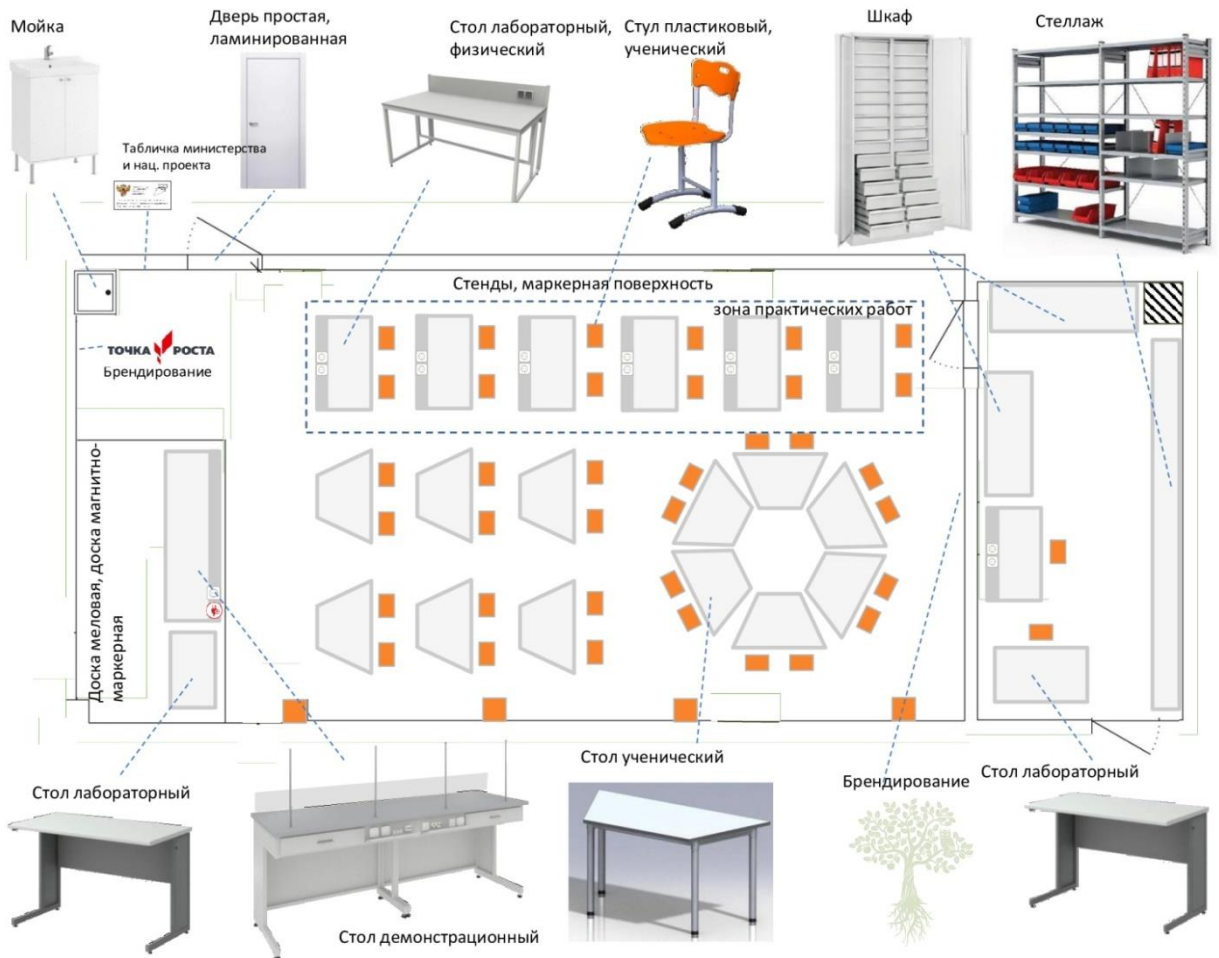 Мойка
Дверь простая,
ламинированная
Стол лабораторный,
физический
Стул пластиковый,
ученический
Шкаф
Стеллаж
Табличка министерства
и нац. проекта
Стенды, маркерная поверхность
зона практических работ
ТОЧКА РОСТА
Брендирование
Доска меловая, доска магнитно-
маркерная
Стол лабораторный
Стол демонстрационный
Стол ученический
Брендирование
Стол лабораторный